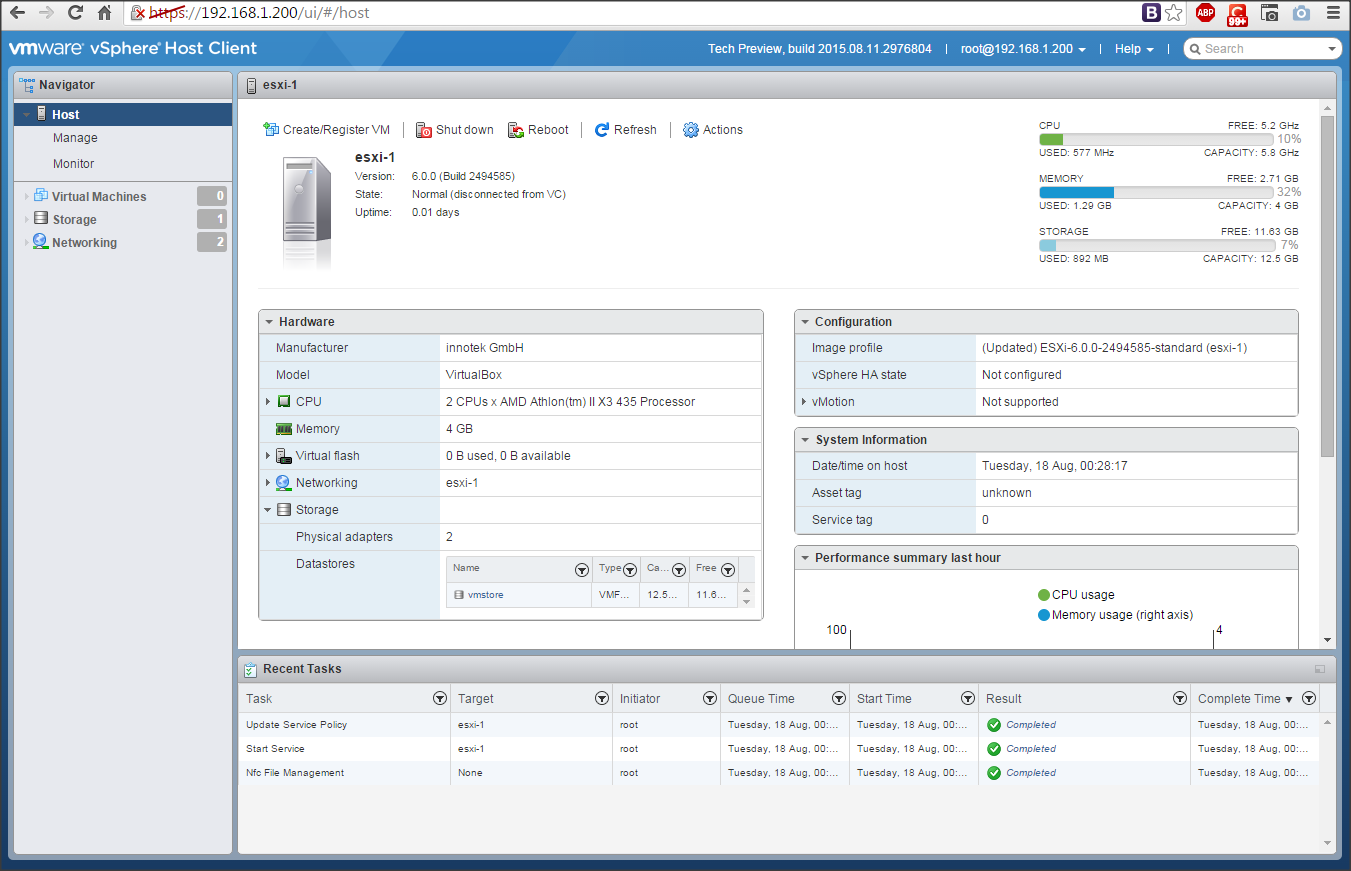 https://192.168.1.200/ui/#/host
B ABP C 99+
vmware vSphere Host Client
Tech Preview, build 2015.08.11.2976804 | root@192.168.1.200 | Help | Search
Navigator
Host
Manage
Monitor
Virtual Machines 0
Storage 1
Networking 2
esxi-1
Create/Register VM | Shut down Reboot | Refresh | Actions
esxi-1
Version: 6.0.0 (Build 2494585)
State: Normal (disconnected from VC)
Uptime: 0.01 days
CPU FREE: 5.2 GHz
10%
USED: 577 MHz CAPACITY: 5.8 GHz
MEMORY FREE: 2.71 GB
32%
USED: 1.29 GB CAPACITY: 4 GB
STORAGE FREE: 11.63 GB
7%
USED: 892 MB CAPACITY: 12.5 GB
Hardware
Manufacturer innotek GmbH
Model VirtualBox
CPU 2 CPUs x AMD Athlon(tm) II X3 435 Processor
Memory 4 GB
Virtual flash 0 B used, 0 B available
Networking esxi-1
Storage
Physical adapters 2
Datastores
Name Type Ca... Free
vmstore VMF... 12.5... 11.6...
Configuration
Image profile (Updated) ESXi-6.0.0-2494585-standard (esxi-1)
vSphere HA state Not configured
vMotion Not supported
System Information
Date/time on host Tuesday, 18 Aug, 00:28:17
Asset tag unknown
Service tag 0
Performance summary last hour
CPU usage
Memory usage (right axis)
100 4
Recent Tasks
Task Target Initiator Queue Time Start Time Result Complete Time
Update Service Policy esxi-1 root Tuesday, 18 Aug, 00:... Tuesday, 18 Aug, 00:... Completed Tuesday, 18 Aug, 00:...
Start Service esxi-1 root Tuesday, 18 Aug, 00:... Tuesday, 18 Aug, 00:... Completed Tuesday, 18 Aug, 00:...
Nfc File Management None root Tuesday, 18 Aug, 00:... Tuesday, 18 Aug, 00:... Completed Tuesday, 18 Aug, 00:...